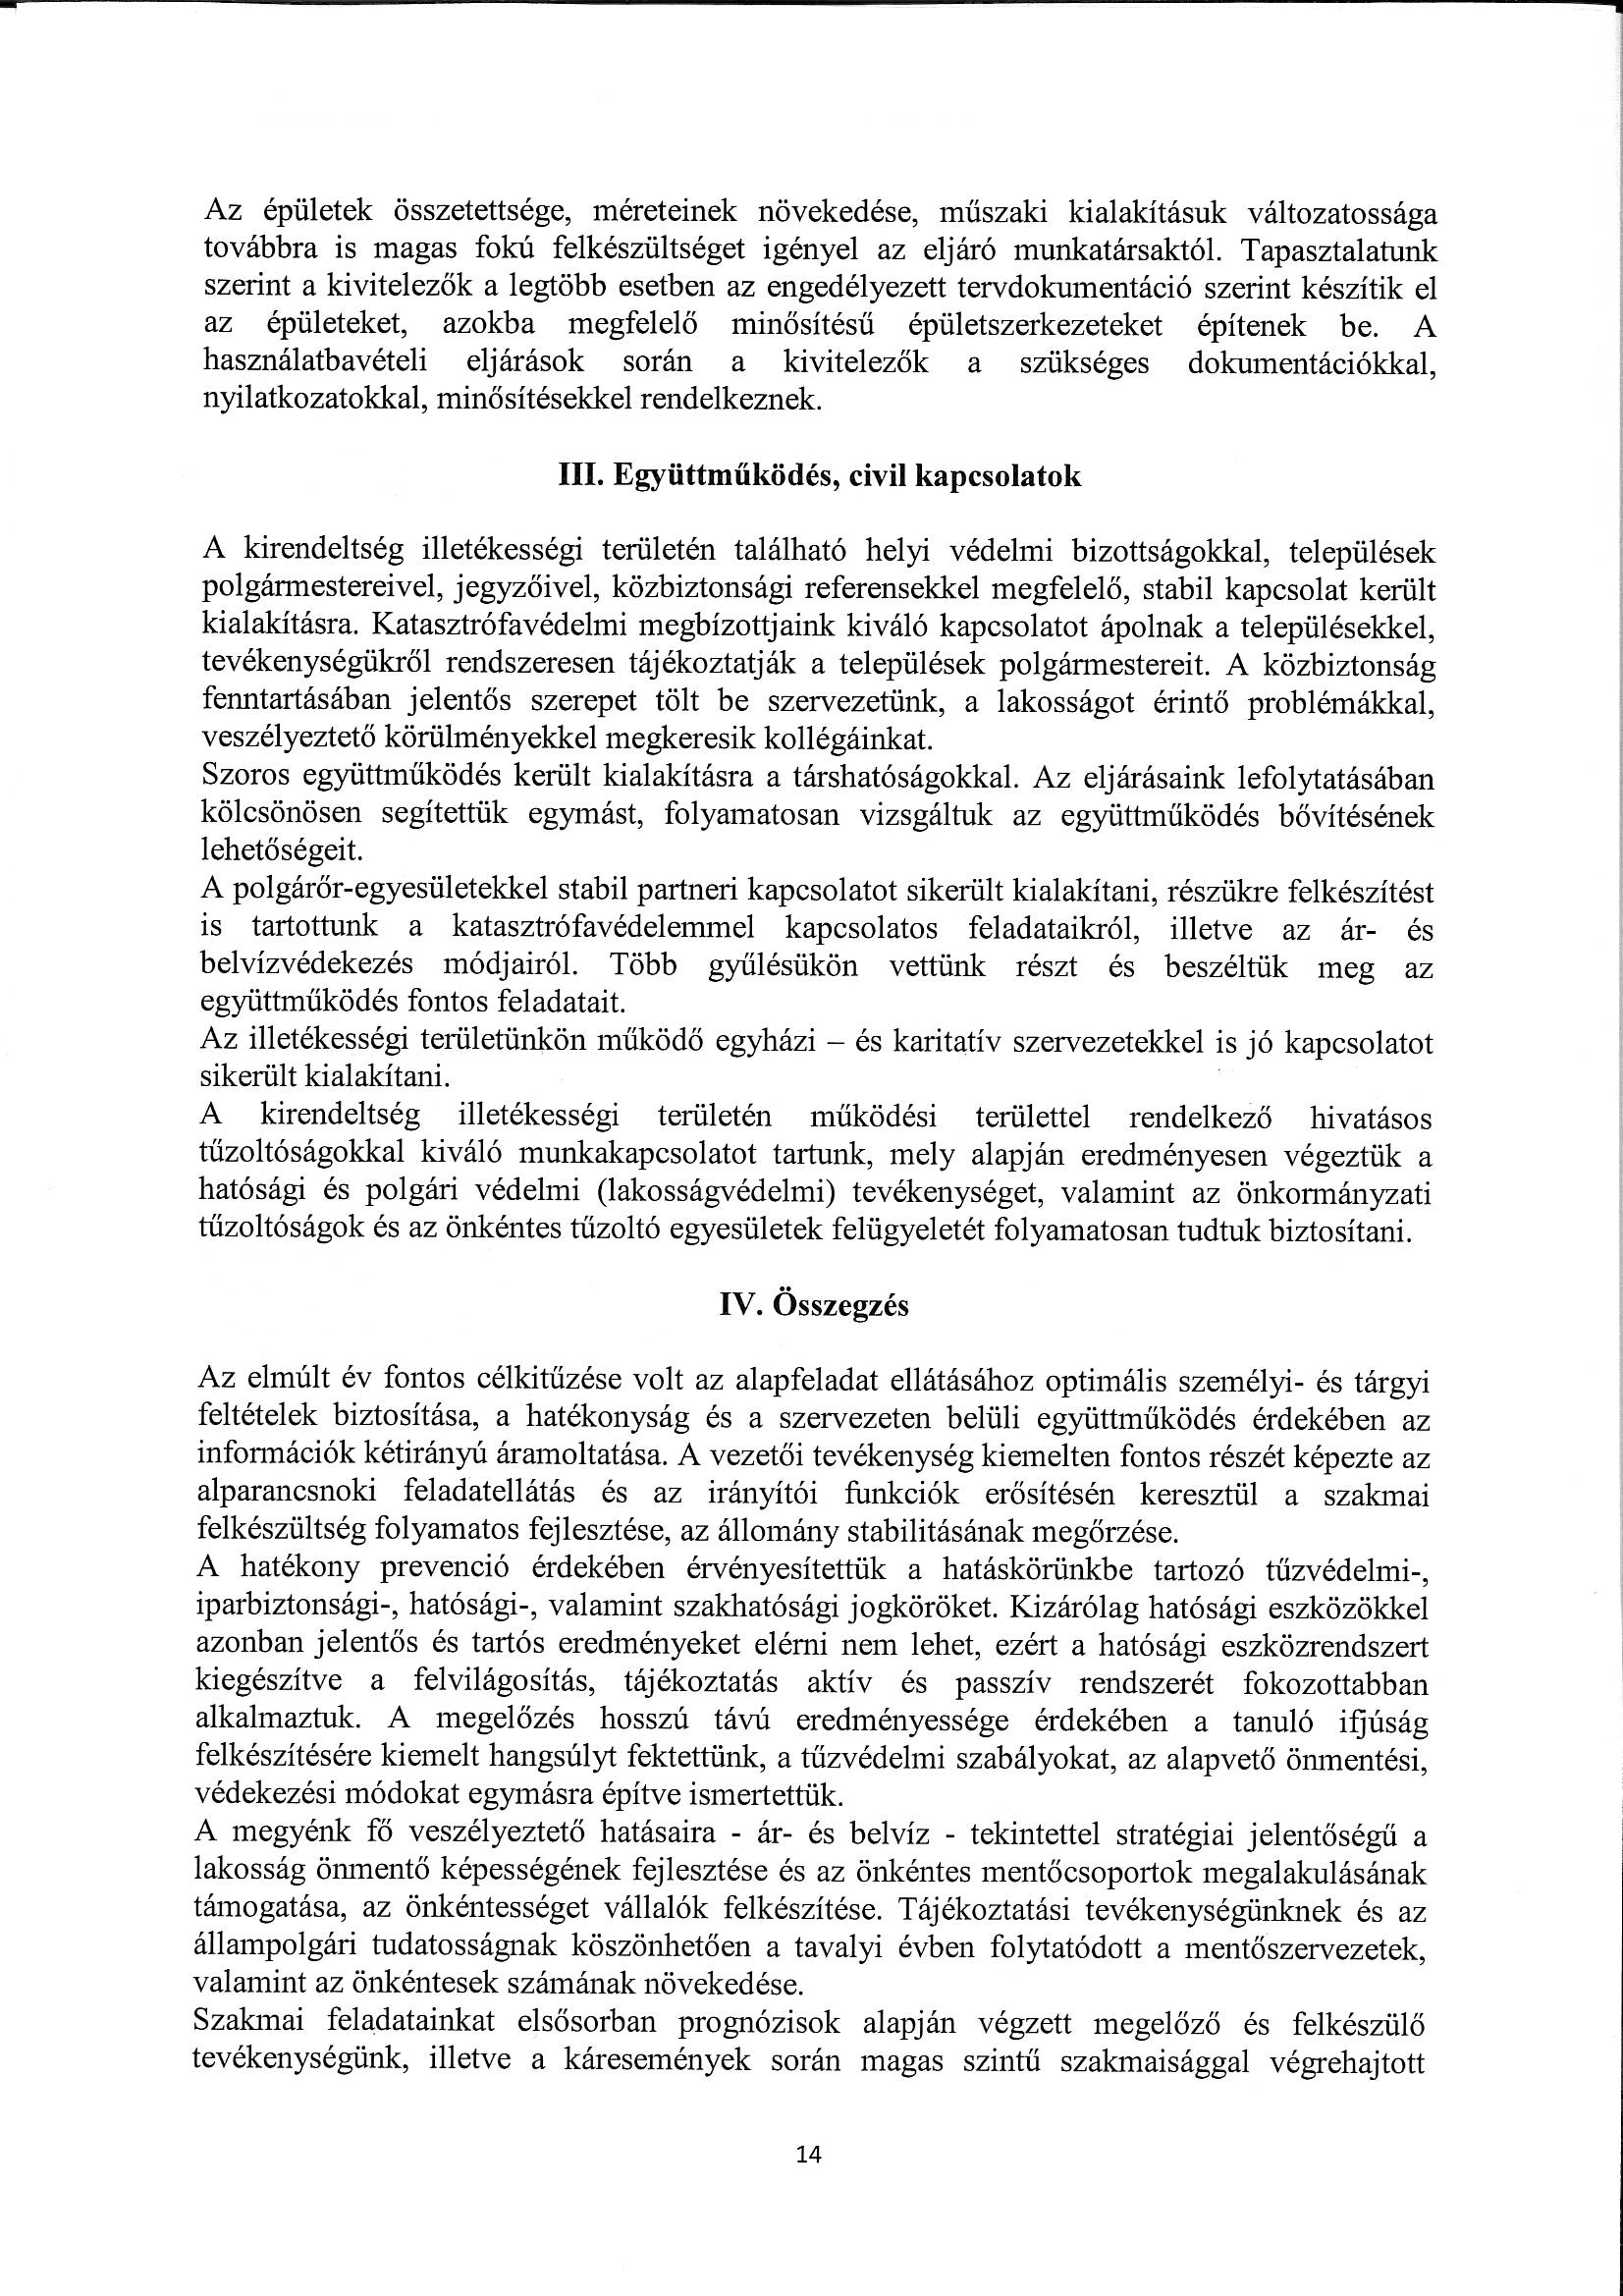 Az épületek összetettsége, méreteinek növekedése, műszaki kialakításuk változatossága
továbbra is magas fokú felkészültséget igényel az eljáró munkatársaktól. Tapasztalatunk
szerint a kivitelezők a legtöbb esetben az engedélyezett tervdokumentáció szerint készítik el
az épületeket, azokba megfelelő minősítésű épületszerkezeteket építenek be. A
használatbavételi eljárások során a kivitelezők a szükséges dokumentációkkal,
nyilatkozatokkal, minősítésekkel rendelkeznek.
III. Együttműködés, civil kapcsolatok
A kirendeltség illetékességi területén található helyi védelmi bizottságokkal, települések
polgármestereivel, jegyzőivel, közbiztonsági referensekkel megfelelő, stabil kapcsolat került
kialakításra. Katasztrófavédelmi megbízottjaink kiváló kapcsolatot ápolnak a településekkel,
tevékenységükről rendszeresen tájékoztatják a települések polgármestereit. A közbiztonság
fenntartásában jelentős szerepet tölt be szervezetünk, a lakosságot érintő problémákkal,
veszélyeztető körülményekkel megkeresik kollégáinkat.
Szoros együttműködés került kialakításra a társhatóságokkal. Az eljárásaink lefolytatásában
kölcsönösen segítettük egymást, folyamatosan vizsgáltuk az együttműködés bővítésének
lehetőségeit.
A polgárőr-egyesületekkel stabil partneri kapcsolatot sikerült kialakítani, részükre felkészítést
is tartottunk a katasztrófavédelemmel kapcsolatos feladataikról, illetve az ár- és
belvízvédekezés módjairól. Több gyűlésükön vettünk részt és beszéltük meg az
együttműködés fontos feladatait.
Az illetékességi területünkön működő egyházi – és karitatív szervezetekkel is jó kapcsolatot
sikerült kialakítani.
A kirendeltség illetékességi területén működési területtel rendelkező hivatásos
tűzoltóságokkal kiváló munkakapcsolatot tartunk, mely alapján eredményesen végeztük a
hatósági és polgári védelmi (lakosságvédelmi) tevékenységet, valamint az önkormányzati
tűzoltóságok és az önkéntes tűzoltó egyesületek felügyeletét folyamatosan tudtuk biztosítani.
IV. Összegzés
Az elmúlt év fontos célkitűzése volt az alapfeladat ellátásához optimális személyi- és tárgyi
feltételek biztosítása, a hatékonyság és a szervezeten belüli együttműködés érdekében az
információk kétirányú áramoltatása. A vezetői tevékenység kiemelten fontos részét képezte az
alparancsnoki feladatellátás és az irányítói funkciók erősítésén keresztül a szakmai
felkészültség folyamatos fejlesztése, az állomány stabilitásának megőrzése.
A hatékony prevenció érdekében érvényesítettük a hatáskörünkbe tartozó tűzvédelmi-,
iparbiztonsági-, hatósági-, valamint szakhatósági jogköröket. Kizárólag hatósági eszközökkel
azonban jelentős és tartós eredményeket elérni nem lehet, ezért a hatósági eszközrendszert
kiegészítve a felvilágosítás, tájékoztatás aktív és passzív rendszerét fokozottabban
alkalmaztuk. A megelőzés hosszú távú eredményessége érdekében a tanuló ifjúság
felkészítésére kiemelt hangsúlyt fektettünk, a tűzvédelmi szabályokat, az alapvető önmentési,
védekezési módokat egymásra építve ismertettük.
A megyénk fő veszélyeztető hatásaira - ár- és belvíz - tekintettel stratégiai jelentőségű a
lakosság önmentő képességének fejlesztése és az önkéntes mentőcsoportok megalakulásának
támogatása, az önkéntességet vállalók felkészítése. Tájékoztatási tevékenységünknek és az
állampolgári tudatosságnak köszönhetően a tavalyi évben folytatódott a mentőszervezetek,
valamint az önkéntesek számának növekedése.
Szakmai feladatainkat elsősorban prognózisok alapján végzett megelőző és felkészülő
tevékenységünk, illetve a káresemények során magas szintű szakmaisággal végrehajtott
14